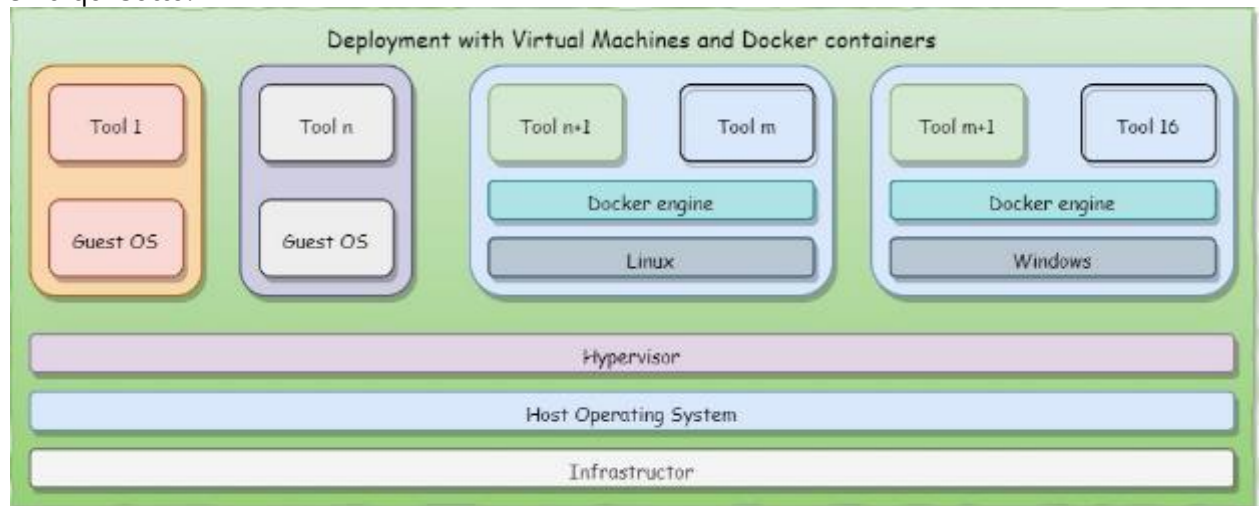 Deployment with Virtual Machines and Docker containers
Tool 1
Tool n
Tool n+1
Tool m
Tool m+1
Tool 16
Docker engine
Docker engine
Guest OS
Guest OS
Linux
Windows
Hypervisor
Host Operating System
Infrastructor